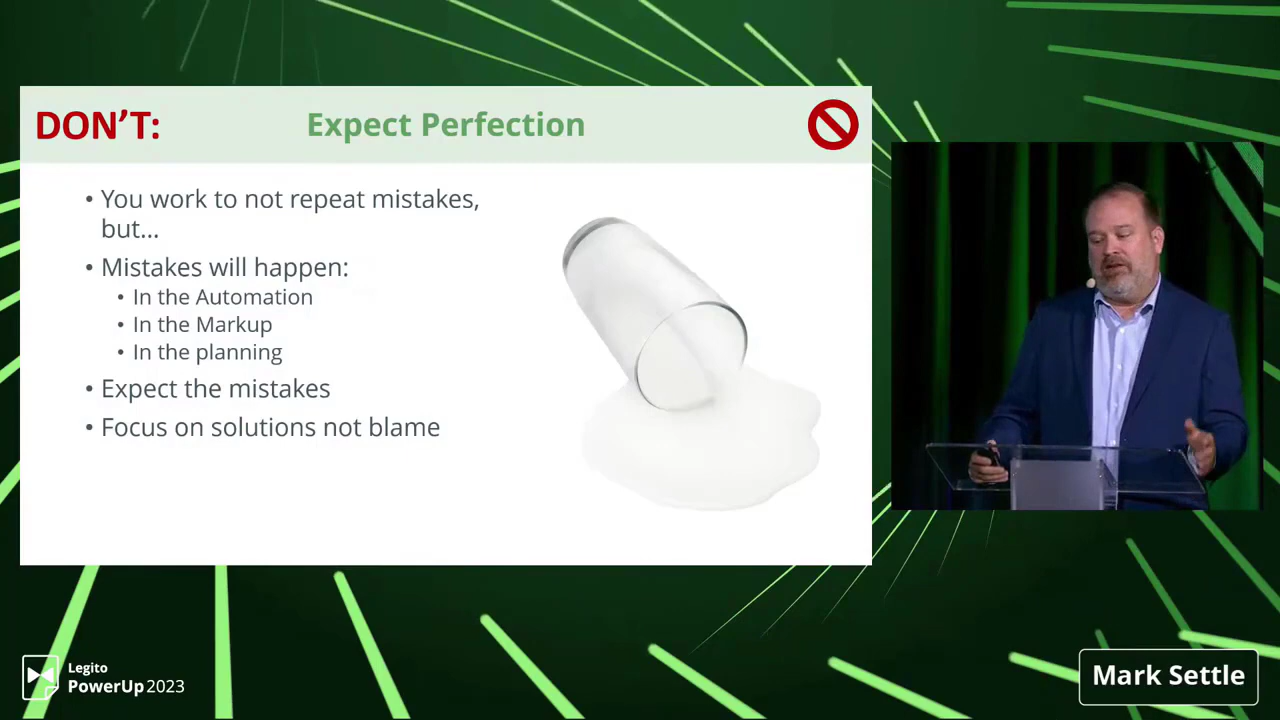 DON'T:
Expect Perfection
• You work to not repeat mistakes,
but...
• Mistakes will happen:
• In the Automation
• In the Markup
• In the planning
• Expect the mistakes
• Focus on solutions not blame
Legito
PowerUp 2023
Mark Settle